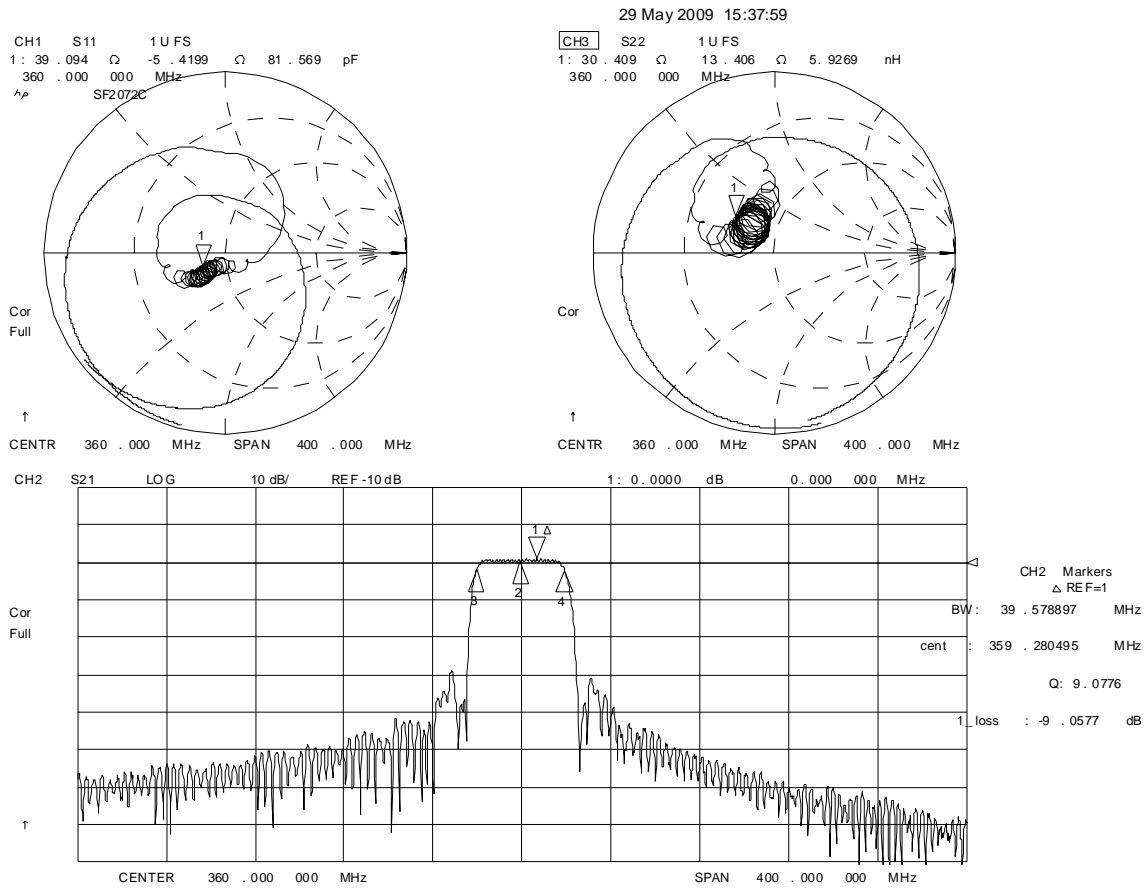 29 May 2009 15:37:59
CH1 S11 1 U FS
1: 39 .094 Ω -5 .4199 Ω 81 .569 pF
360 .000 000 MHz
hp SF2072C
1
Cor
Full
↑
CENTR 360 .000 MHz SPAN 400 .000 MHz
CH3 S22 1 U FS
1: 30 .409 Ω 13 .406 Ω 5 .9269 nH
360 .000 000 MHz
1
Cor
↑
CENTR 360 .000 MHz SPAN 400 .000 MHz
CH2 S21 LOG 10 dB/ REF -10 dB 1: 0.0000 dB 0.000 000 MHz
1 Δ
3 2 4
Cor
Full
↑
CH2 Markers
Δ REF=1
BW: 39 .578897 MHz
cent : 359 .280495 MHz
Q: 9.0776
1_loss : -9 .0577 dB
CENTER 360 .000 000 MHz SPAN 400 .000 000 MHz